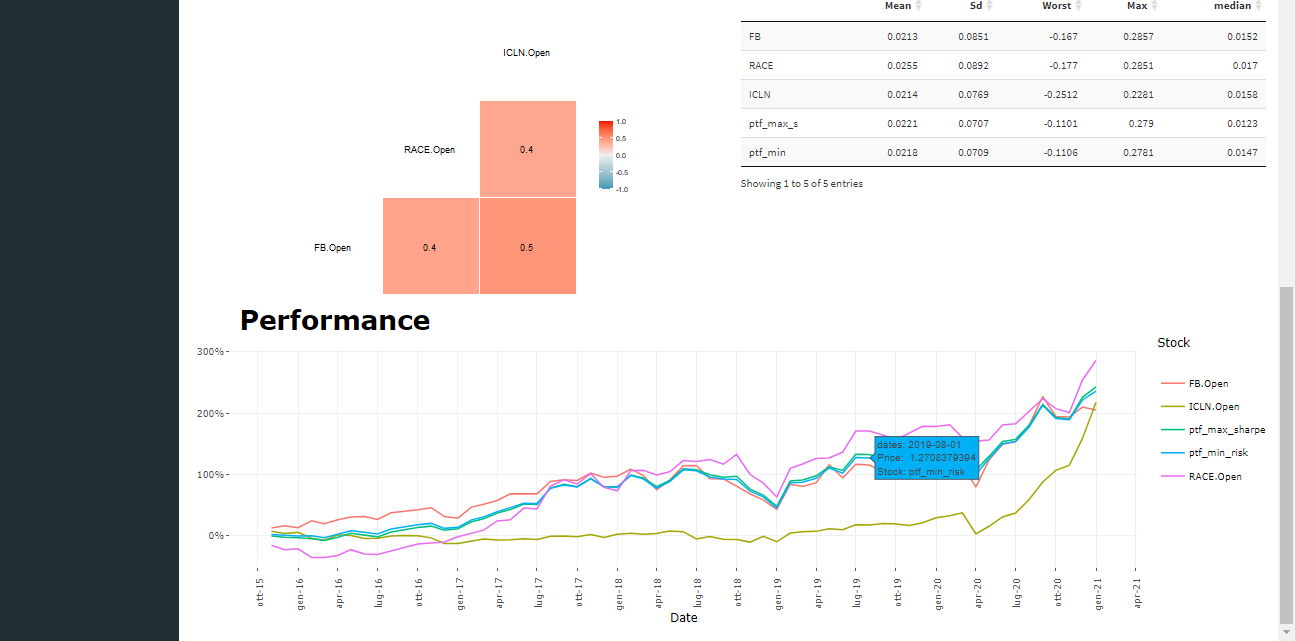 Mean Sd Worst Max median
FB 0.0213 0.0851 -0.167 0.2857 0.0152
RACE 0.0255 0.0892 -0.177 0.2851 0.017
ICLN 0.0214 0.0769 -0.2512 0.2281 0.0158
ptf_max_s 0.0221 0.0707 -0.1101 0.279 0.0123
ptf_min 0.0218 0.0709 -0.1106 0.2781 0.0147
Showing 1 to 5 of 5 entries
ICLN.Open
RACE.Open 0.4
FB.Open 0.4 0.5
1.0
0.5
0.0
-0.5
-1.0
Performance
300%
200%
100%
0%
dates: 2019-08-01
Price: 1.2708379394
Stock: ptf_min_risk
ott-15 gen-16 apr-16 lug-16 ott-16 gen-17 apr-17 lug-17 ott-17 gen-18 apr-18 lug-18 ott-18 gen-19 apr-19 lug-19 ott-19 gen-20 apr-20 lug-20 ott-20 gen-21 apr-21
Date
Stock
FB.Open
ICLN.Open
ptf_max_sharpe
ptf_min_risk
RACE.Open